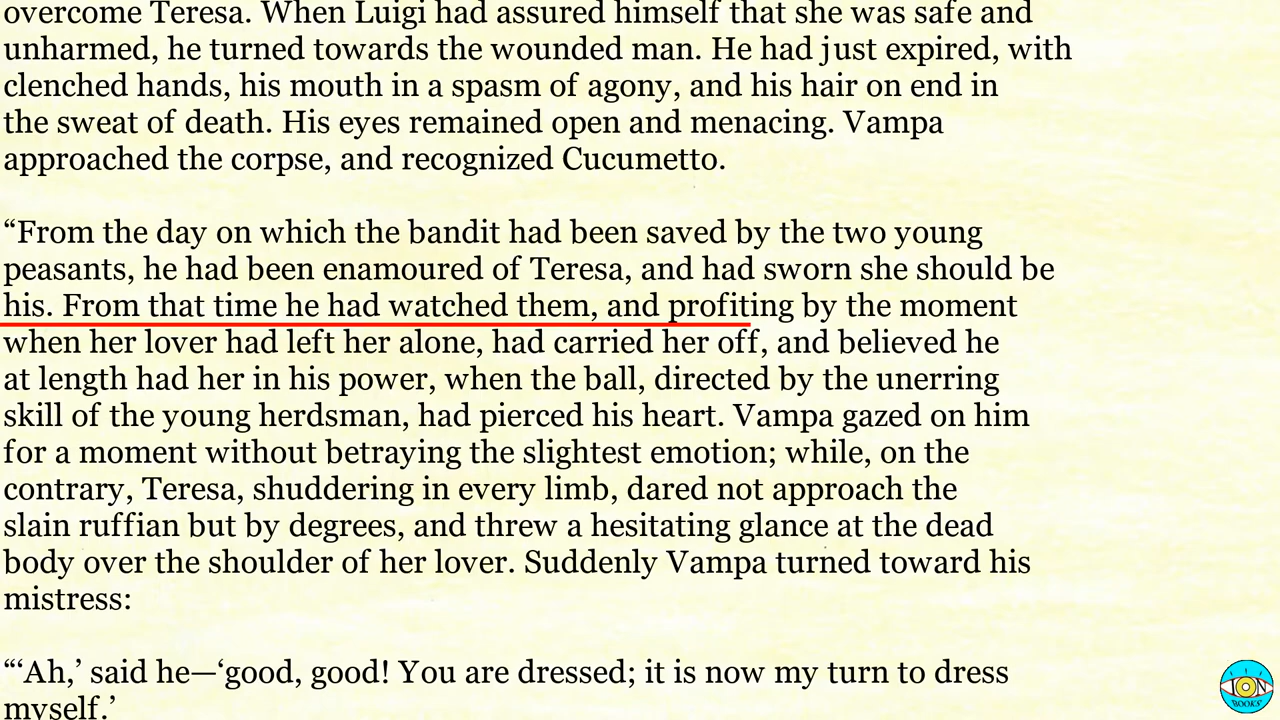 overcome Teresa. When Luigi had assured himself that she was safe and
unharmed, he turned towards the wounded man. He had just expired, with
clenched hands, his mouth in a spasm of agony, and his hair on end in
the sweat of death. His eyes remained open and menacing. Vampa
approached the corpse, and recognized Cucumetto.
“From the day on which the bandit had been saved by the two young
peasants, he had been enamoured of Teresa, and had sworn she should be
his. From that time he had watched them, and profiting by the moment
when her lover had left her alone, had carried her off, and believed he
at length had her in his power, when the ball, directed by the unerring
skill of the young herdsman, had pierced his heart. Vampa gazed on him
for a moment without betraying the slightest emotion; while, on the
contrary, Teresa, shuddering in every limb, dared not approach the
slain ruffian but by degrees, and threw a hesitating glance at the dead
body over the shoulder of her lover. Suddenly Vampa turned toward his
mistress:
“‘Ah,’ said he—‘good, good! You are dressed; it is now my turn to dress
myself.’
ION
BOOKS